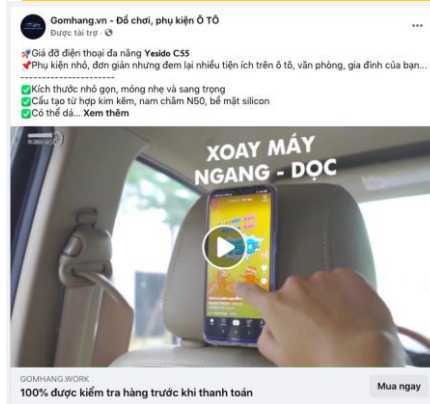 Gomhang.vn - Đồ chơi, phụ kiện Ô TÔ
Được tài trợ ·
🚀Giá đỡ điện thoại đa năng Yesido C55
📌Phụ kiện nhỏ, đơn giản nhưng đem lại nhiều tiện ích trên ô tô, văn phòng, gia đình của bạn...
----------------------
✅Kích thước nhỏ gọn, mỏng nhẹ và sang trọng
✅Cấu tạo từ hợp kim kẽm, nam châm N50, bề mặt silicon
✅Có thể dá... Xem thêm
XOAY MÁY
NGANG - DỌC
GOMHANG.WORK
100% được kiểm tra hàng trước khi thanh toán
Mua ngay